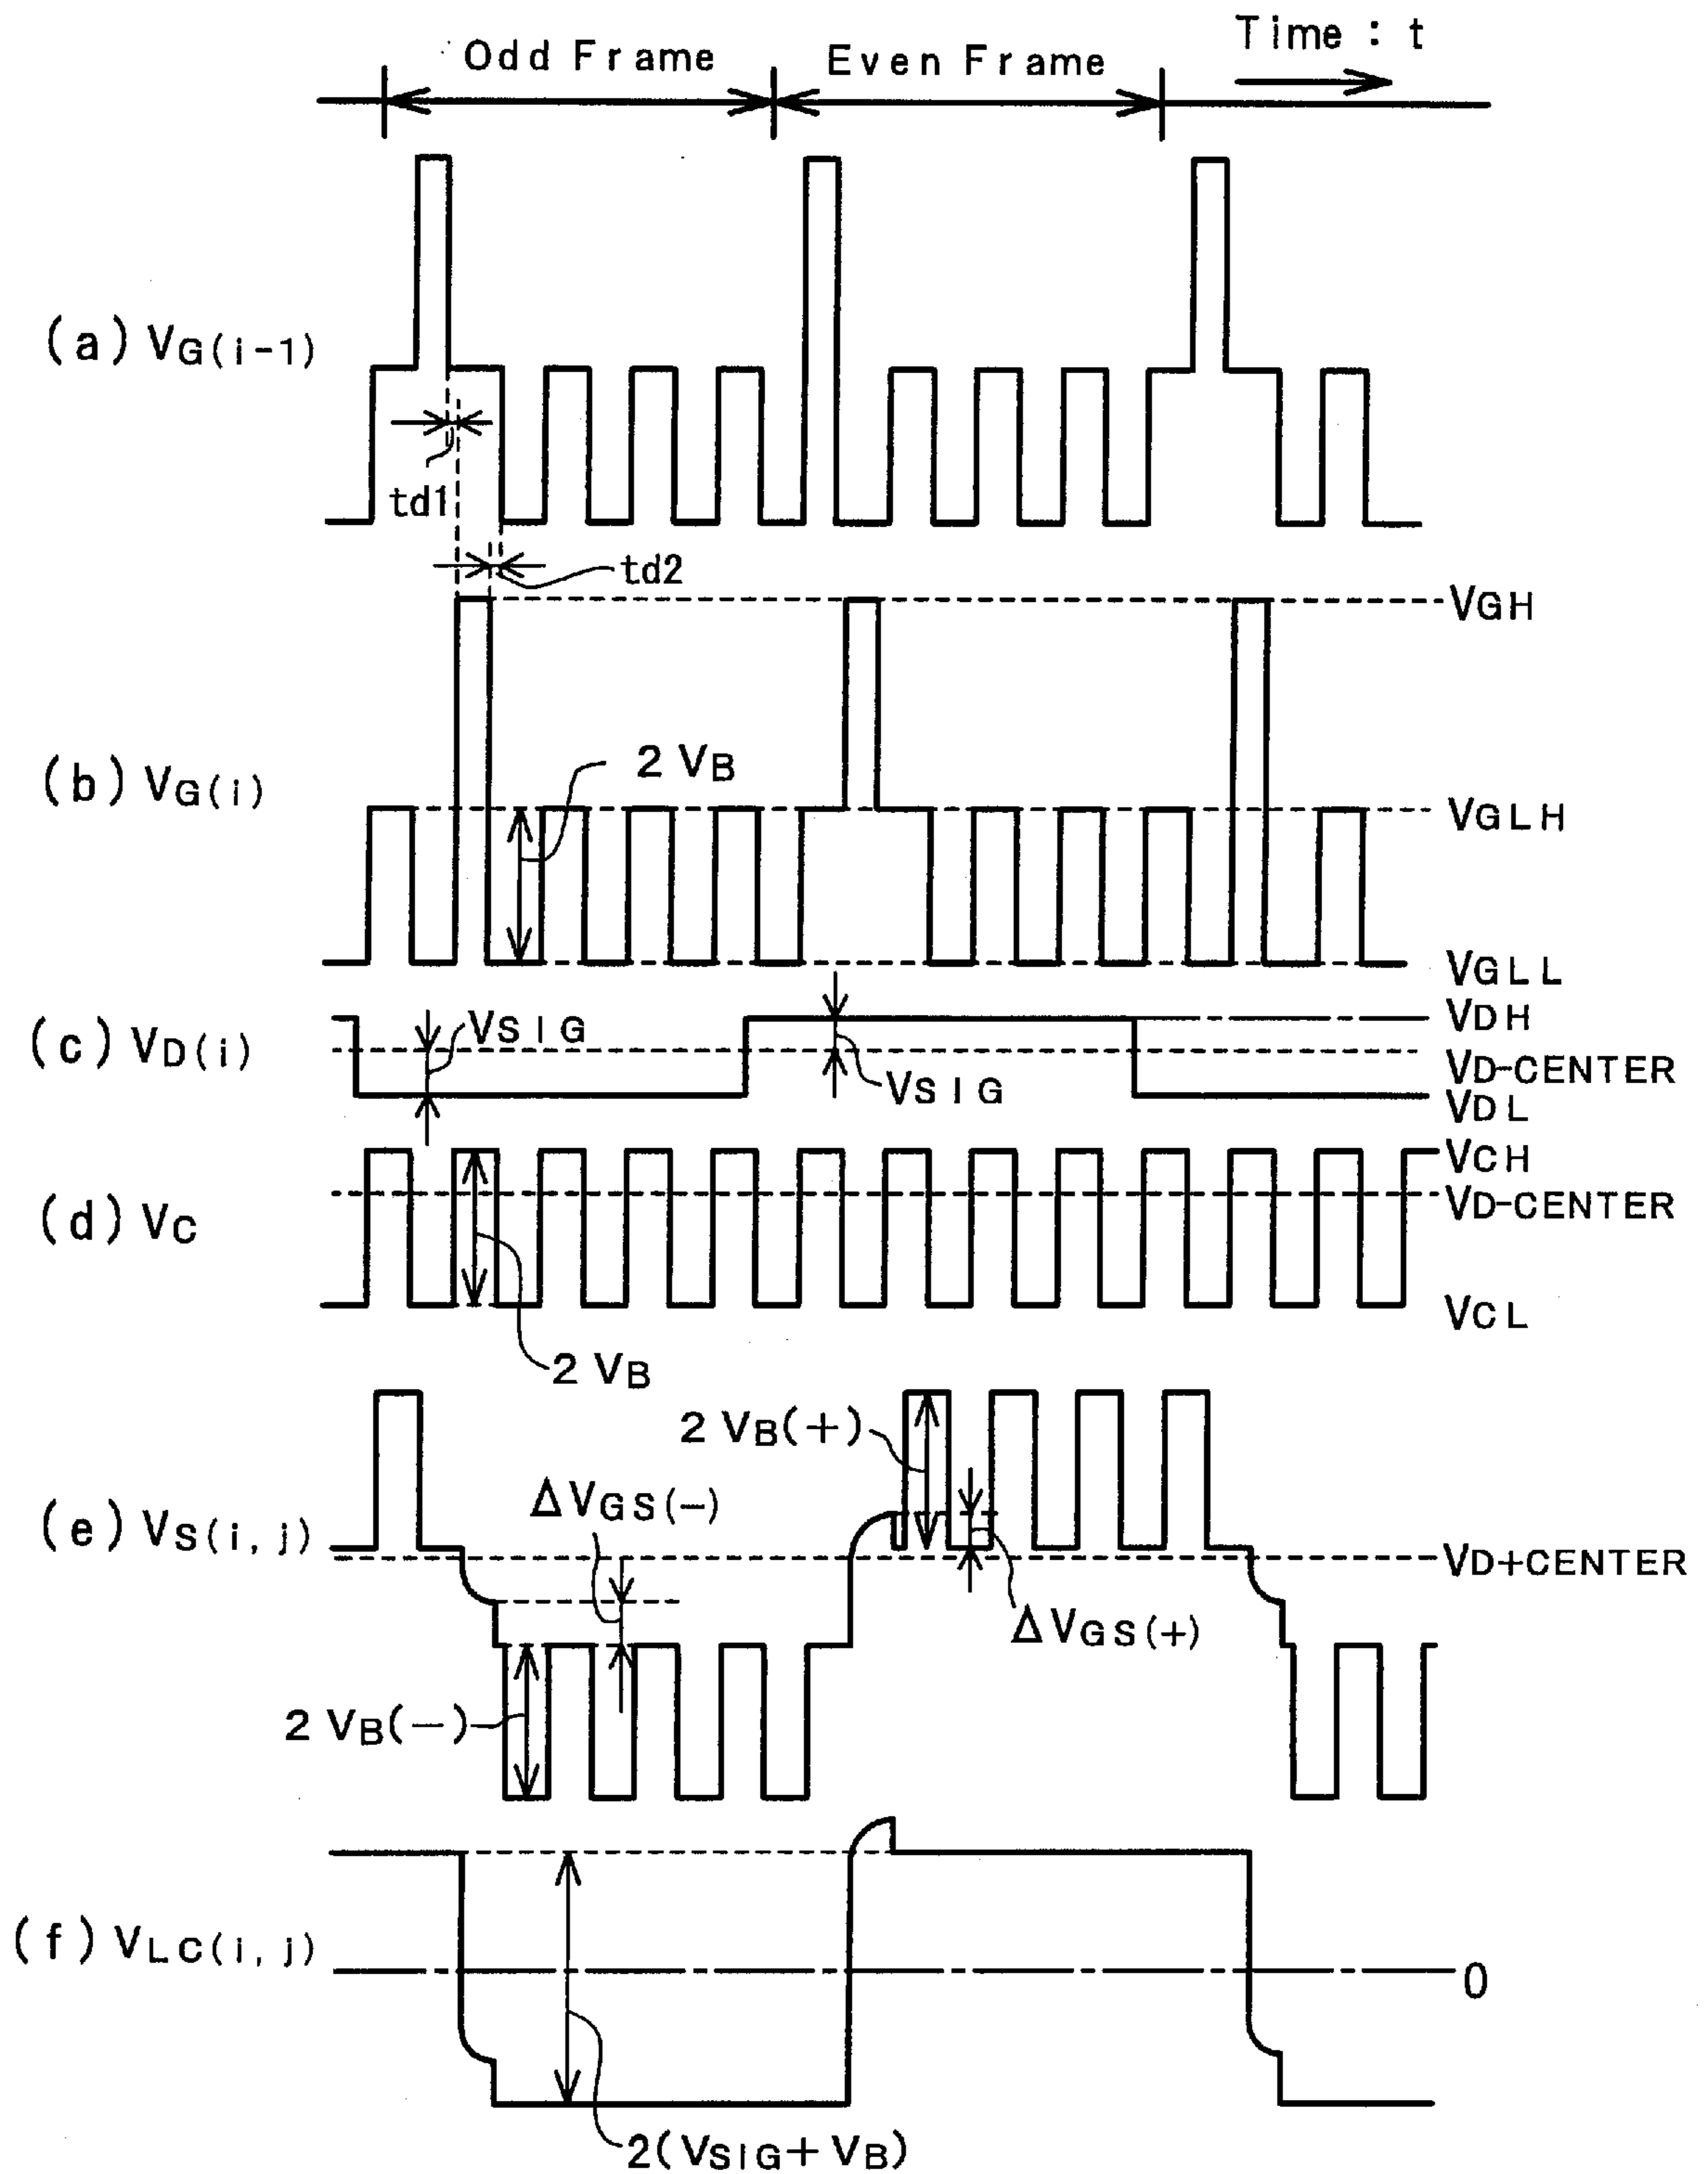 Odd Frame
Even Frame
Time : t
(a) VG(i-1)
td1
td2
VGH
(b) VG(i)
2 VB
VGLH
VGLL
(c) VD(i)
VSIG
VSIG
VDH
VD-CENTER
VDL
(d) VC
VCH
VD-CENTER
VCL
2 VB
(e) VS(i, j)
2 VB(+)
ΔVGS(-)
VD+CENTER
ΔVGS(+)
2 VB(-)
(f) VLC(i, j)
0
2(VSIG+VB)